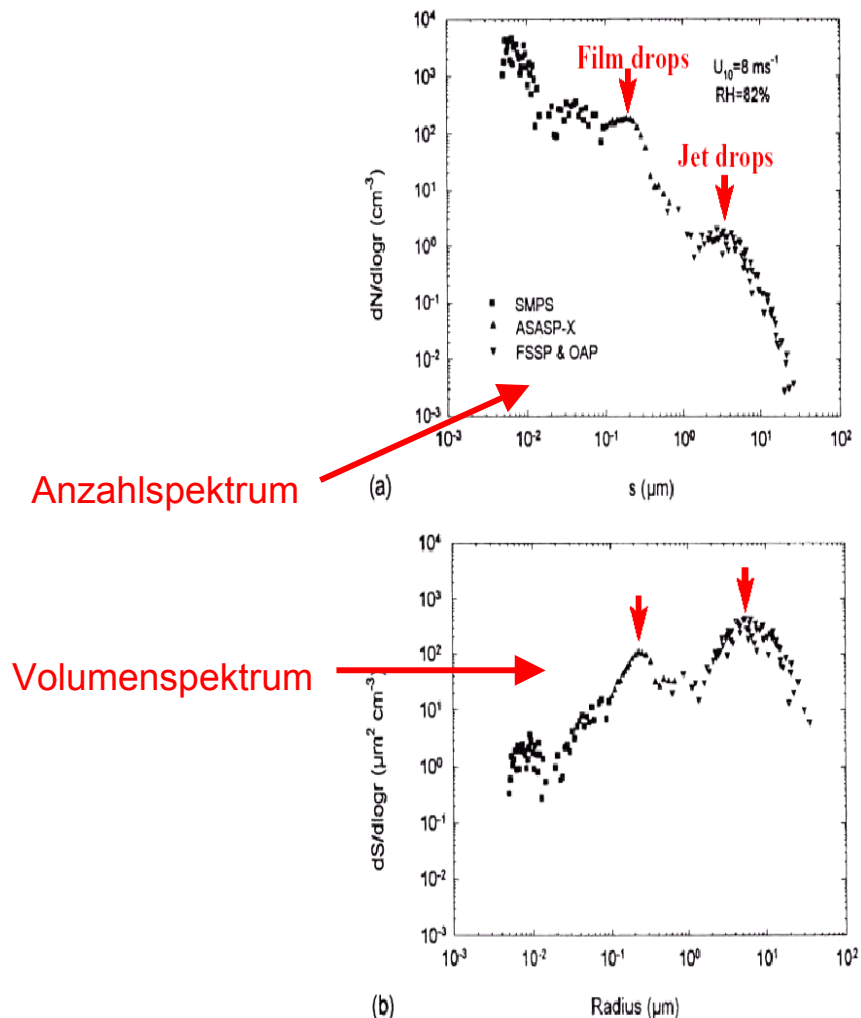 10⁴
10³
10²
10¹
10⁰
10⁻¹
10⁻²
10⁻³
dN/dlogr (cm⁻³)
Film drops
U₁₀=8 ms⁻¹
RH=82%
Jet drops
SMPS
ASASP-X
FSSP & OAP
10⁻³ 10⁻² 10⁻¹ 10⁰ 10¹ 10²
Anzahlspektrum
(a)
s (µm)
10⁴
10³
10²
10¹
10⁰
10⁻¹
10⁻²
10⁻³
dS/dlogr (µm² cm⁻³)
Volumenspektrum
10⁻³ 10⁻² 10⁻¹ 10⁰ 10¹ 10²
(b)
Radius (µm)